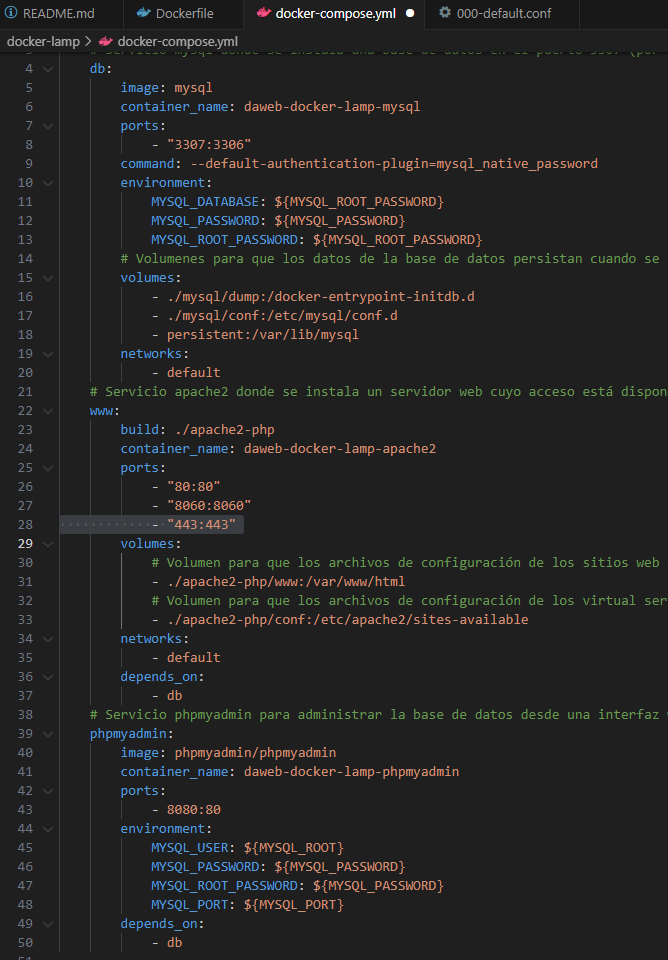 README.md Dockerfile docker-compose.yml 000-default.conf
docker-lamp > docker-compose.yml
4 db:
5 image: mysql
6 container_name: daweb-docker-lamp-mysql
7 ports:
8 - "3307:3306"
9 command: --default-authentication-plugin=mysql_native_password
10 environment:
11 MYSQL_DATABASE: ${MYSQL_ROOT_PASSWORD}
12 MYSQL_PASSWORD: ${MYSQL_PASSWORD}
13 MYSQL_ROOT_PASSWORD: ${MYSQL_ROOT_PASSWORD}
14 # Volumenes para que los datos de la base de datos persistan cuando se
15 volumes:
16 - ./mysql/dump:/docker-entrypoint-initdb.d
17 - ./mysql/conf:/etc/mysql/conf.d
18 - persistent:/var/lib/mysql
19 networks:
20 - default
21 # Servicio apache2 donde se instala un servidor web cuyo acceso está dispon
22 www:
23 build: ./apache2-php
24 container_name: daweb-docker-lamp-apache2
25 ports:
26 - "80:80"
27 - "8060:8060"
28 - "443:443"
29 volumes:
30 # Volumen para que los archivos de configuración de los sitios web
31 - ./apache2-php/www:/var/www/html
32 # Volumen para que los archivos de configuración de los virtual ser
33 - ./apache2-php/conf:/etc/apache2/sites-available
34 networks:
35 - default
36 depends_on:
37 - db
38 # Servicio phpmyadmin para administrar la base de datos desde una interfaz
39 phpmyadmin:
40 image: phpmyadmin/phpmyadmin
41 container_name: daweb-docker-lamp-phpmyadmin
42 ports:
43 - 8080:80
44 environment:
45 MYSQL_USER: ${MYSQL_ROOT}
46 MYSQL_PASSWORD: ${MYSQL_PASSWORD}
47 MYSQL_ROOT_PASSWORD: ${MYSQL_PASSWORD}
48 MYSQL_PORT: ${MYSQL_PORT}
49 depends_on:
50 - db